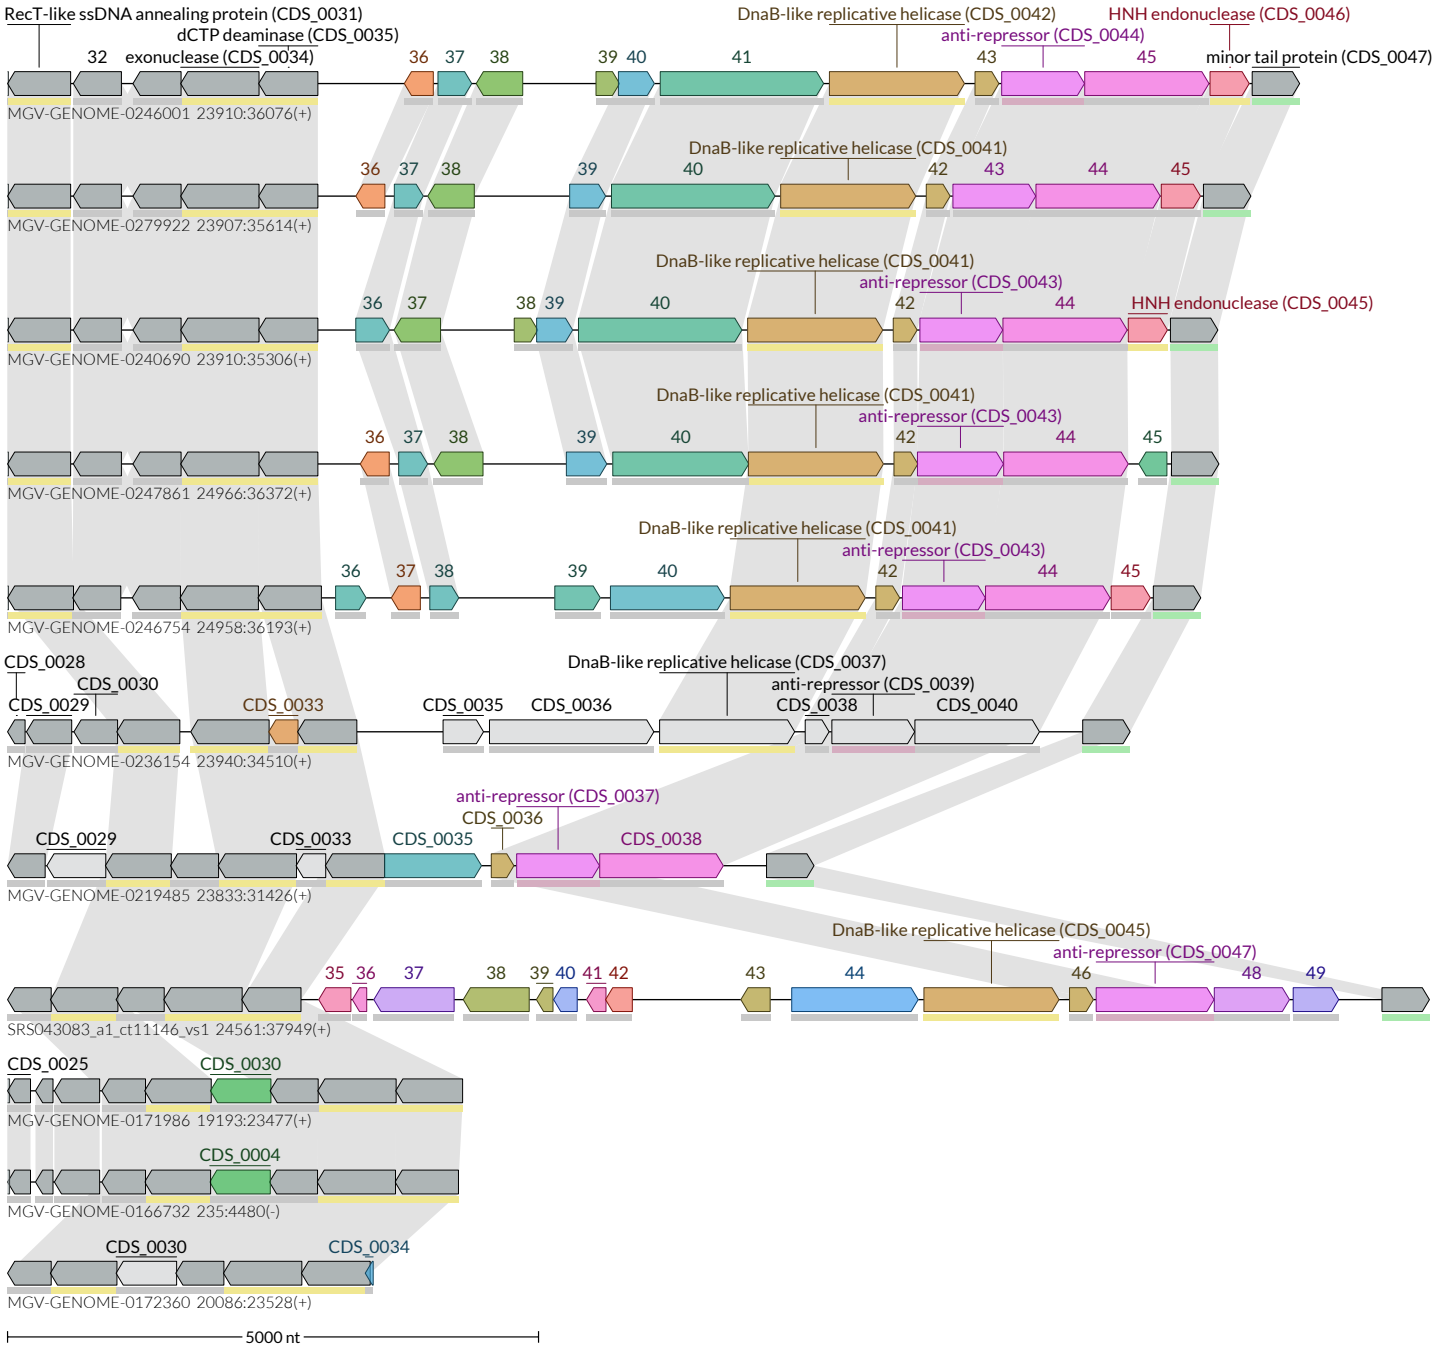 RecT-like ssDNA annealing protein (CDS_0031) DnaB-like replicative helicase (CDS_0042) HNH endonuclease (CDS_0046)
dCTP deaminase (CDS_0035) anti-repressor (CDS_0044)
32 exonuclease (CDS_0034) 36 37 38 39 40 41 43 45 minor tail protein (CDS_0047)
MGV-GENOME-0246001 23910:36076(+)
DnaB-like replicative helicase (CDS_0041)
36 37 38 39 40 42 43 44 45
MGV-GENOME-0279922 23907:35614(+)
DnaB-like replicative helicase (CDS_0041)
anti-repressor (CDS_0043)
36 37 38 39 40 42 44 HNH endonuclease (CDS_0045)
MGV-GENOME-0240690 23910:35306(+)
DnaB-like replicative helicase (CDS_0041)
anti-repressor (CDS_0043)
36 37 38 39 40 42 44 45
MGV-GENOME-0247861 24966:36372(+)
DnaB-like replicative helicase (CDS_0041)
anti-repressor (CDS_0043)
36 37 38 39 40 42 44 45
MGV-GENOME-0246754 24958:36193(+)
CDS_0028 DnaB-like replicative helicase (CDS_0037)
CDS_0030 anti-repressor (CDS_0039)
CDS_0029 CDS_0033 CDS_0035 CDS_0036 CDS_0038 CDS_0040
MGV-GENOME-0236154 23940:34510(+)
anti-repressor (CDS_0037)
CDS_0036
CDS_0029 CDS_0033 CDS_0035 CDS_0038
MGV-GENOME-0219485 23833:31426(+)
DnaB-like replicative helicase (CDS_0045)
anti-repressor (CDS_0047)
35 36 37 38 39 40 41 42 43 44 46 48 49
SRS043083_a1_ct11146_vs1 24561:37949(+)
CDS_0025 CDS_0030
MGV-GENOME-0171986 19193:23477(+)
CDS_0004
MGV-GENOME-0166732 235:4480(-)
CDS_0030 CDS_0034
MGV-GENOME-0172360 20086:23528(+)
5000 nt